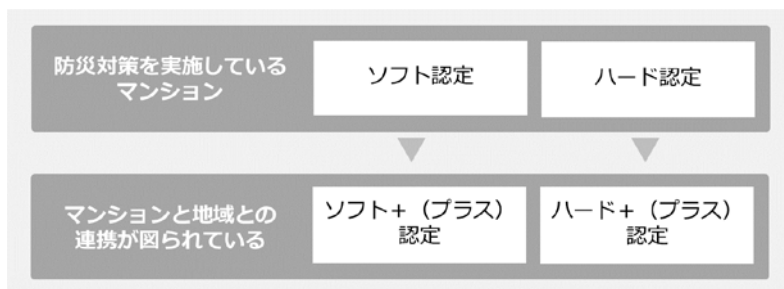 防災対策を実施している
マンション
ソフト認定
ハード認定
マンションと地域との
連携が図られている
ソフト＋（プラス）
認定
ハード＋（プラス）
認定